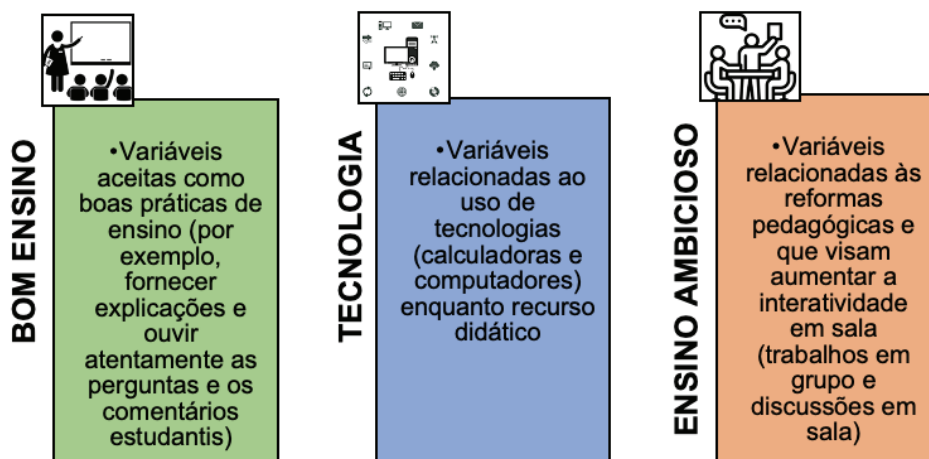 BOM ENSINO
•Variáveis
aceitas como
boas práticas de
ensino (por
exemplo,
fornecer
explicações e
ouvir
atentamente as
perguntas e os
comentários
estudantis)
TECNOLOGIA
•Variáveis
relacionadas ao
uso de
tecnologias
(calculadoras e
computadores)
enquanto recurso
didático
ENSINO AMBICIOSO
•Variáveis
relacionadas às
reformas
pedagógicas e
que visam
aumentar a
interatividade
em sala
(trabalhos em
grupo e
discussões em
sala)